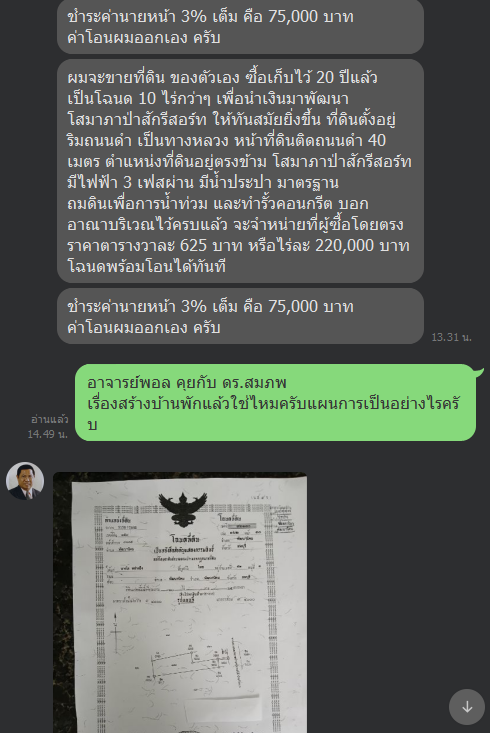 ชำระค่านายหน้า 3% เต็ม คือ 75,000 บาท
ค่าโอนผมออกเอง ครับ
ผมจะขายที่ดิน ของตัวเอง ซื้อเก็บไว้ 20 ปีแล้ว
เป็นโฉนด 10 ไร่กว่าๆ เพื่อนำเงินมาพัฒนา
โสมาภาป่าสักรีสอร์ท ให้ทันสมัยยิ่งขึ้น ที่ดินตั้งอยู่
ริมถนนดำ เป็นทางหลวง หน้าที่ดินติดถนนดำ 40
เมตร ตำแหน่งที่ดินอยู่ตรงข้าม โสมาภาป่าสักรีสอร์ท
มีไฟฟ้า 3 เฟสผ่าน มีน้ำประปา มาตรฐาน
ถมดินเพื่อการน้ำท่วม และทำรั้วคอนกรีต บอก
อาณาบริเวณไว้ครบแล้ว จะจำหน่ายที่ผู้ซื้อโดยตรง
ราคาตารางวาละ 625 บาท หรือไร่ละ 220,000 บาท
โฉนดพร้อมโอนได้ทันที
ชำระค่านายหน้า 3% เต็ม คือ 75,000 บาท
ค่าโอนผมออกเอง ครับ
13.31 น.
อาจารย์พอล คุยกับ ดร.สมภพ
เรื่องสร้างบ้านพักแล้วใช่ไหมครับแผนการเป็นอย่างไรครั
บ
อ่านแล้ว
14.49 น.
โฉนดที่ดิน